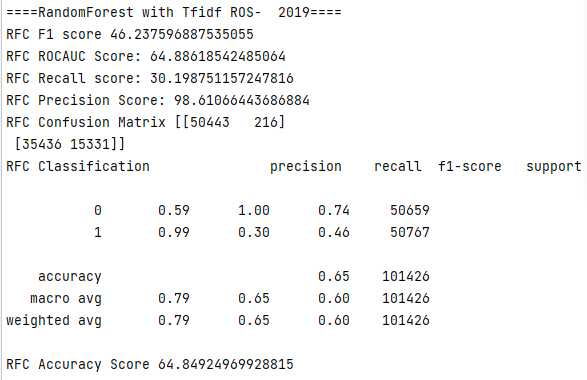 ====RandomForest with Tfidf ROS-  2019====
RFC F1 score 46.237596887535055
RFC ROCAUC Score: 64.88618542485064
RFC Recall score: 30.198751157247816
RFC Precision Score: 98.61066443686884
RFC Confusion Matrix [[50443   216]
 [35436 15331]]
RFC Classification               precision    recall  f1-score   support
           0       0.59      1.00      0.74     50659
           1       0.99      0.30      0.46     50767
    accuracy                           0.65    101426
   macro avg       0.79      0.65      0.60    101426
weighted avg       0.79      0.65      0.60    101426
RFC Accuracy Score 64.84924969928815